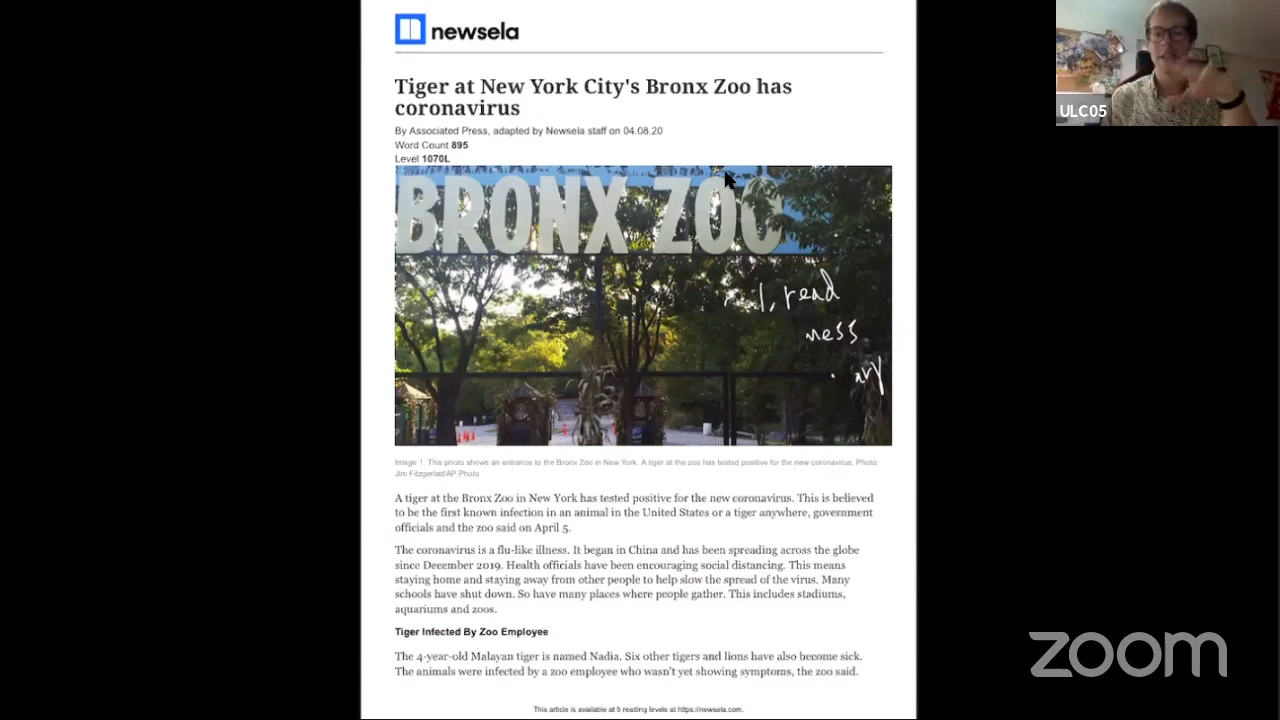 newsela
Tiger at New York City's Bronx Zoo has
coronavirus
By Associated Press, adapted by Newsela staff on 04.08.20
Word Count 895
Level 1070L
BRONX ZOO
1, read
ness
Image 1. This photo shows an entrance to the Bronx Zoo in New York. A tiger at the zoo has tested positive for the new coronavirus. Photo:
Jim Fitzgerlad/AP Photo
A tiger at the Bronx Zoo in New York has tested positive for the new coronavirus. This is believed
to be the first known infection in an animal in the United States or a tiger anywhere, government
officials and the zoo said on April 5.
The coronavirus is a flu-like illness. It began in China and has been spreading across the globe
since December 2019. Health officials have been encouraging social distancing. This means
staying home and staying away from other people to help slow the spread of the virus. Many
schools have shut down. So have many places where people gather. This includes stadiums,
aquariums and zoos.
Tiger Infected By Zoo Employee
The 4-year-old Malayan tiger is named Nadia. Six other tigers and lions have also become sick.
The animals were infected by a zoo employee who wasn't yet showing symptoms, the zoo said.
This article is available at 5 reading levels at https://newsela.com.
ULC05
zoom